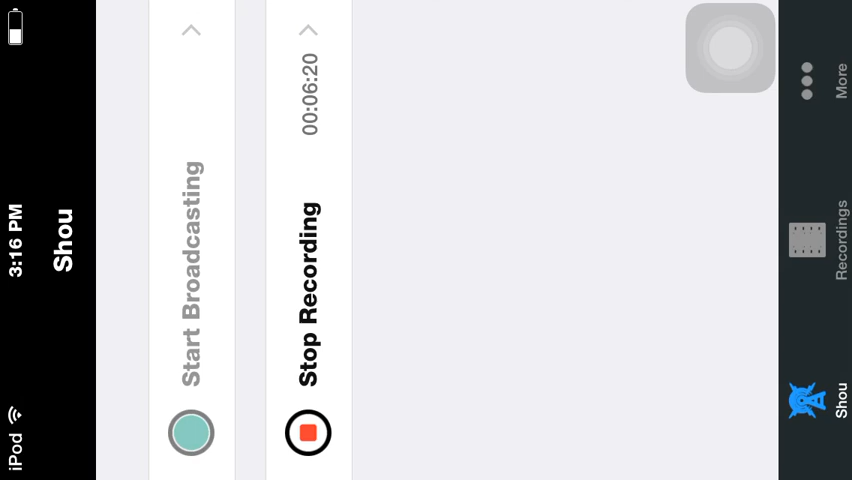 iPod 3:16 PM
Shou
Start Broadcasting
Stop Recording 00:06:20
Shou Recordings More